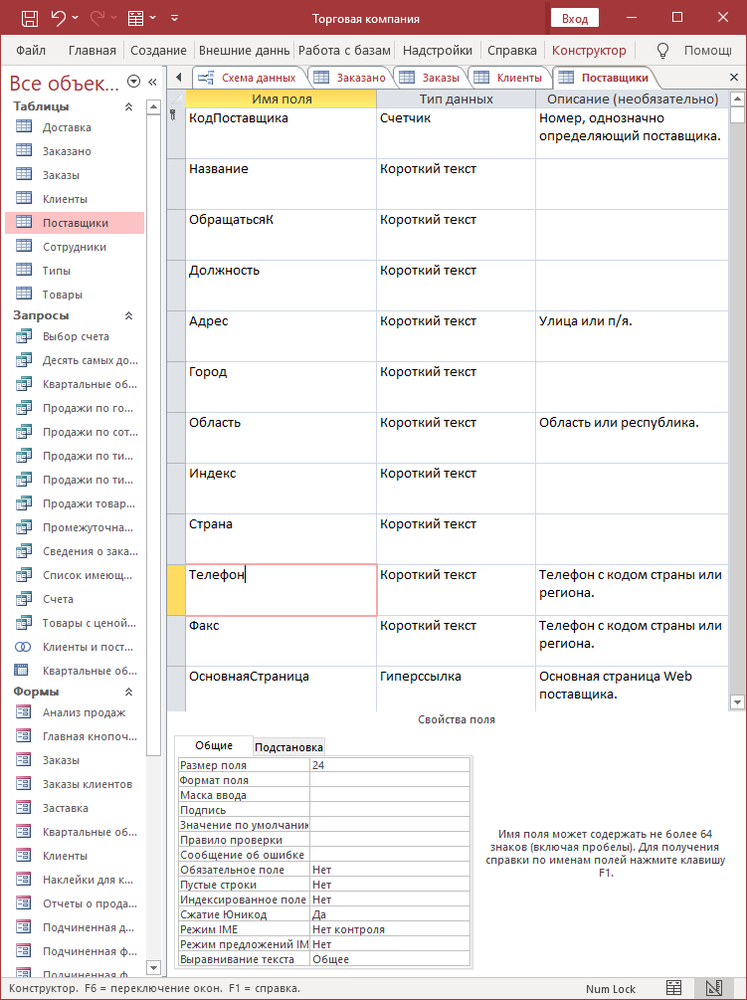 Торговая компания
Вход
Файл
Главная
Создание
Внешние данны
Работа с базам
Надстройки
Справка
Конструктор
Помощ
Все объек...
Таблицы
Доставка
Заказано
Заказы
Клиенты
Поставщики
Сотрудники
Типы
Товары
Запросы
Выбор счета
Десять самых до...
Квартальные об...
Продажи по го...
Продажи по сот...
Продажи по ти...
Продажи по ти...
Продажи товар...
Промежуточна...
Сведения о зака...
Список имеющ...
Счета
Товары с ценой...
Клиенты и пост...
Квартальные об...
Формы
Анализ продаж
Главная кнопоч...
Заказы
Заказы клиентов
Заставка
Квартальные об...
Клиенты
Наклейки для к...
Отчеты о прода...
Подчиненная д...
Подчиненная ф...
Подчиненная ф...
Схема данных
Заказано
Заказы
Клиенты
Поставщики
Имя поля
Тип данных
Описание (необязательно)
КодПоставщика
Счетчик
Номер, однозначно
определяющий поставщика.
Название
Короткий текст
ОбращатьсяК
Короткий текст
Должность
Короткий текст
Адрес
Короткий текст
Улица или п/я.
Город
Короткий текст
Область
Короткий текст
Область или республика.
Индекс
Короткий текст
Страна
Короткий текст
Телефон
Короткий текст
Телефон с кодом страны или
региона.
Факс
Короткий текст
Телефон с кодом страны или
региона.
ОсновнаяСтраница
Гиперссылка
Основная страница Web
поставщика.
Свойства поля
Общие
Подстановка
Размер поля
24
Формат поля
Маска ввода
Подпись
Значение по умолчани
Правило проверки
Сообщение об ошибке
Обязательное поле
Нет
Пустые строки
Нет
Индексированное поле
Нет
Сжатие Юникод
Да
Режим IME
Нет контроля
Режим предложений IM
Нет
Выравнивание текста
Общее
Имя поля может содержать не более 64
знаков (включая пробелы). Для получения
справки по именам полей нажмите клавишу
F1.
Конструктор. F6 = переключение окон. F1 = справка.
Num Lock